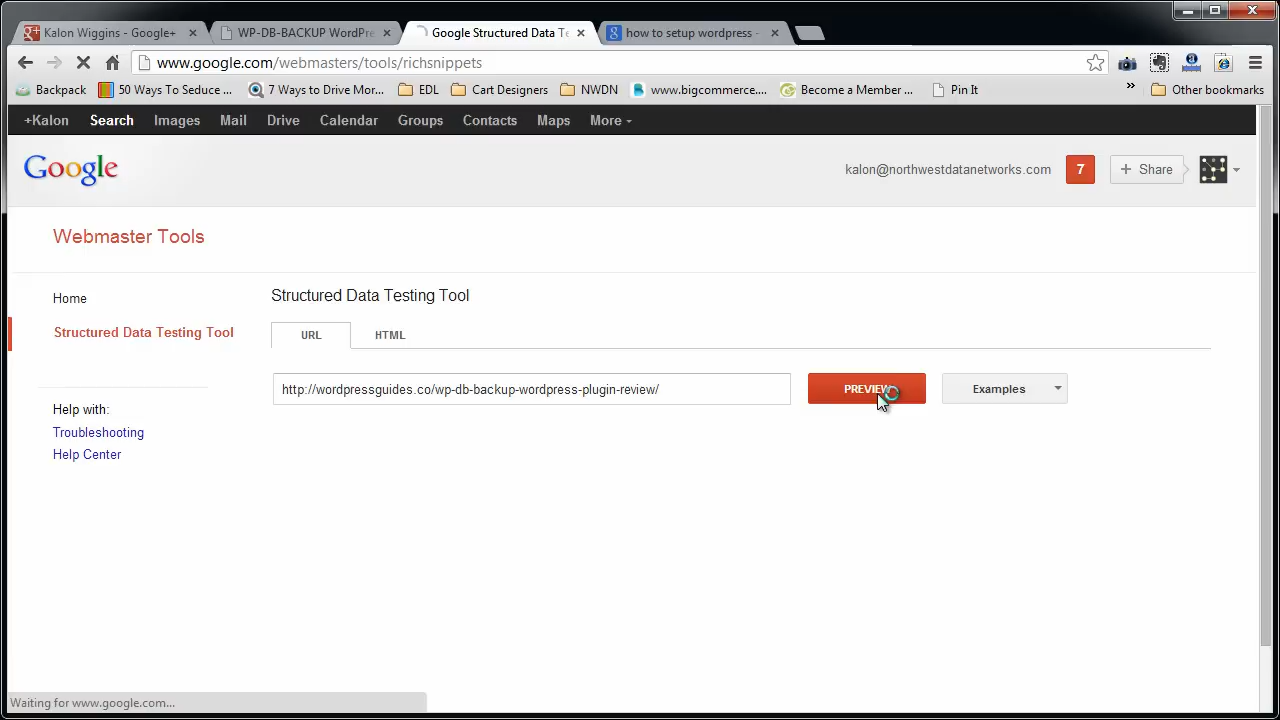 Kalon Wiggins - Google+
WP-DB-BACKUP WordPre
Google Structured Data Te
how to setup wordpress -
www.google.com/webmasters/tools/richsnippets
Backpack
50 Ways To Seduce ...
7 Ways to Drive Mor...
EDL
Cart Designers
NWDN
www.bigcommerce....
Become a Member ...
Pin It
»
Other bookmarks
+Kalon Search Images Mail Drive Calendar Groups Contacts Maps More
Google
kalon@northwestdatanetworks.com
7
+ Share
Webmaster Tools
Home
Structured Data Testing Tool
Help with:
Troubleshooting
Help Center
Structured Data Testing Tool
URL
HTML
http://wordpressguides.co/wp-db-backup-wordpress-plugin-review/
PREVIEW
Examples
Waiting for www.google.com...